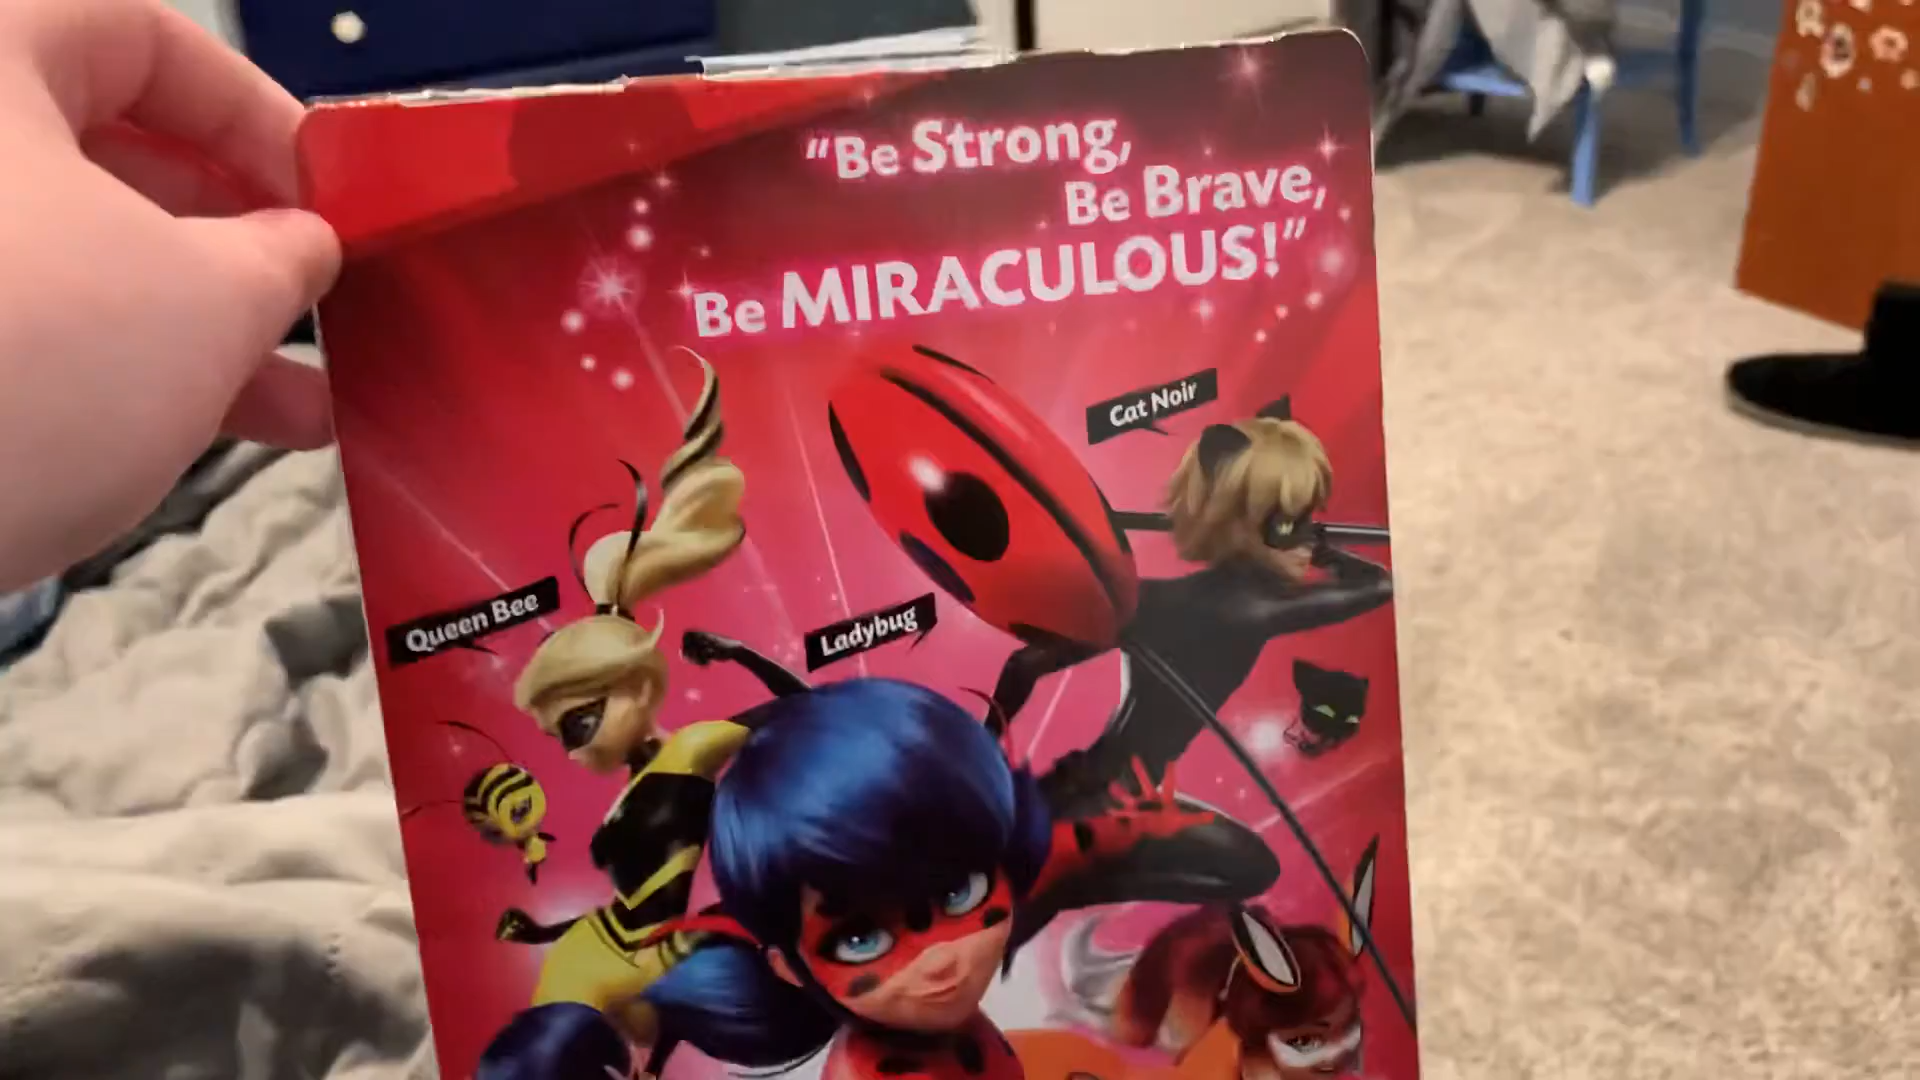 "Be Strong,
Be Brave,
Be MIRACULOUS!"
Cat Noir
Queen Bee
Ladybug